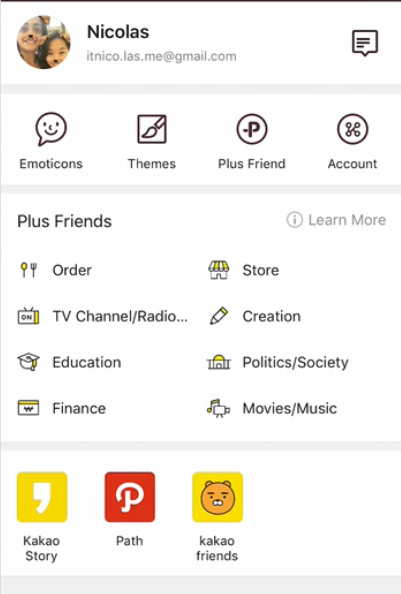 Nicolas
itnico.las.me@gmail.com
Emoticons Themes Plus Friend Account
Plus Friends Learn More
Order Store
ON TV Channel/Radio... Creation
Education Politics/Society
₩ Finance Movies/Music
Kakao Story
Path
kakao friends